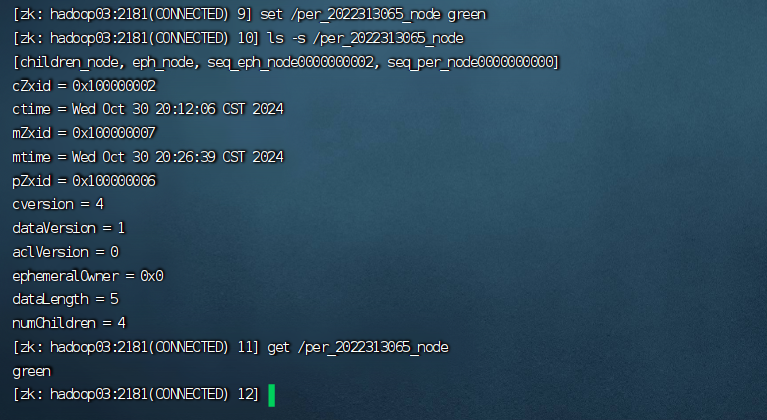 [zk: hadoop03:2181(CONNECTED) 9] set /per_2022313065_node green
[zk: hadoop03:2181(CONNECTED) 10] ls -s /per_2022313065_node
[children_node, eph_node, seq_eph_node0000000002, seq_per_node0000000000]
cZxid = 0x100000002
ctime = Wed Oct 30 20:12:06 CST 2024
mZxid = 0x100000007
mtime = Wed Oct 30 20:26:39 CST 2024
pZxid = 0x100000006
cversion = 4
dataVersion = 1
aclVersion = 0
ephemeralOwner = 0x0
dataLength = 5
numChildren = 4
[zk: hadoop03:2181(CONNECTED) 11] get /per_2022313065_node
green
[zk: hadoop03:2181(CONNECTED) 12]